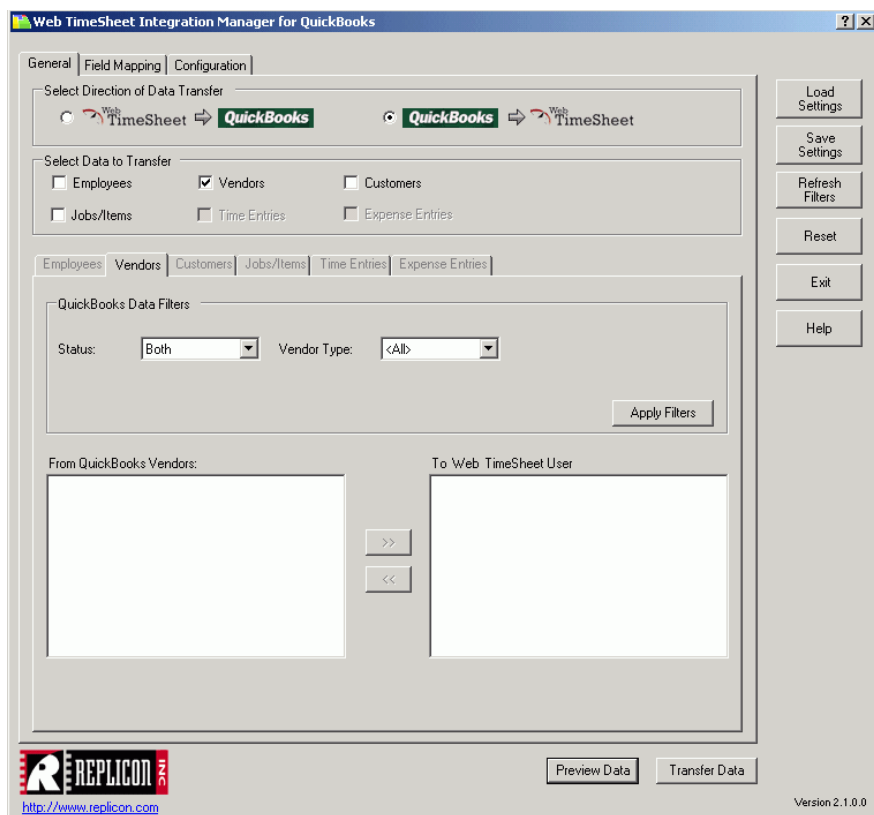 Web TimeSheet Integration Manager for QuickBooks
General Field Mapping Configuration
Select Direction of Data Transfer
Web TimeSheet QuickBooks QuickBooks Web TimeSheet
Select Data to Transfer
Employees Vendors Customers
Jobs/Items Time Entries Expense Entries
Employees Vendors Customers Jobs/Items Time Entries Expense Entries
QuickBooks Data Filters
Status: Both Vendor Type: <All>
Apply Filters
From QuickBooks Vendors: To Web TimeSheet User
>>
<<
Load
Settings
Save
Settings
Refresh
Filters
Reset
Exit
Help
R REPLICON INC
http://www.replicon.com
Preview Data Transfer Data
Version 2.1.0.0